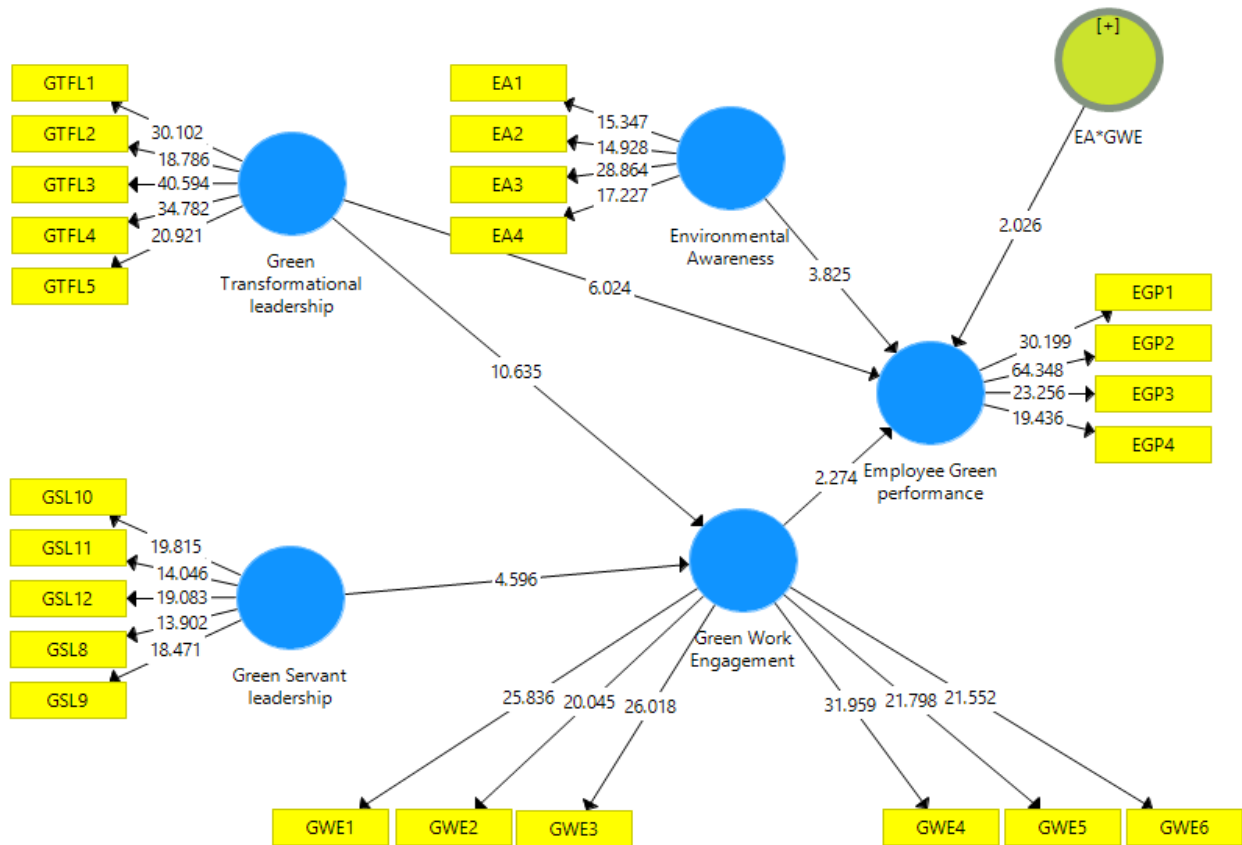 [+]
EA*GWE
GTFL1
GTFL2
GTFL3
GTFL4
GTFL5
30.102
18.786
40.594
34.782
20.921
Green
Transformational
leadership
EA1
EA2
EA3
EA4
15.347
14.928
28.864
17.227
Environmental
Awareness
2.026
3.825
6.024
10.635
EGP1
EGP2
EGP3
EGP4
30.199
64.348
23.256
19.436
Employee Green
performance
2.274
GSL10
GSL11
GSL12
GSL8
GSL9
19.815
14.046
19.083
13.902
18.471
Green Servant
leadership
4.596
Green Work
Engagement
25.836
20.045
26.018
31.959
21.798
21.552
GWE1
GWE2
GWE3
GWE4
GWE5
GWE6